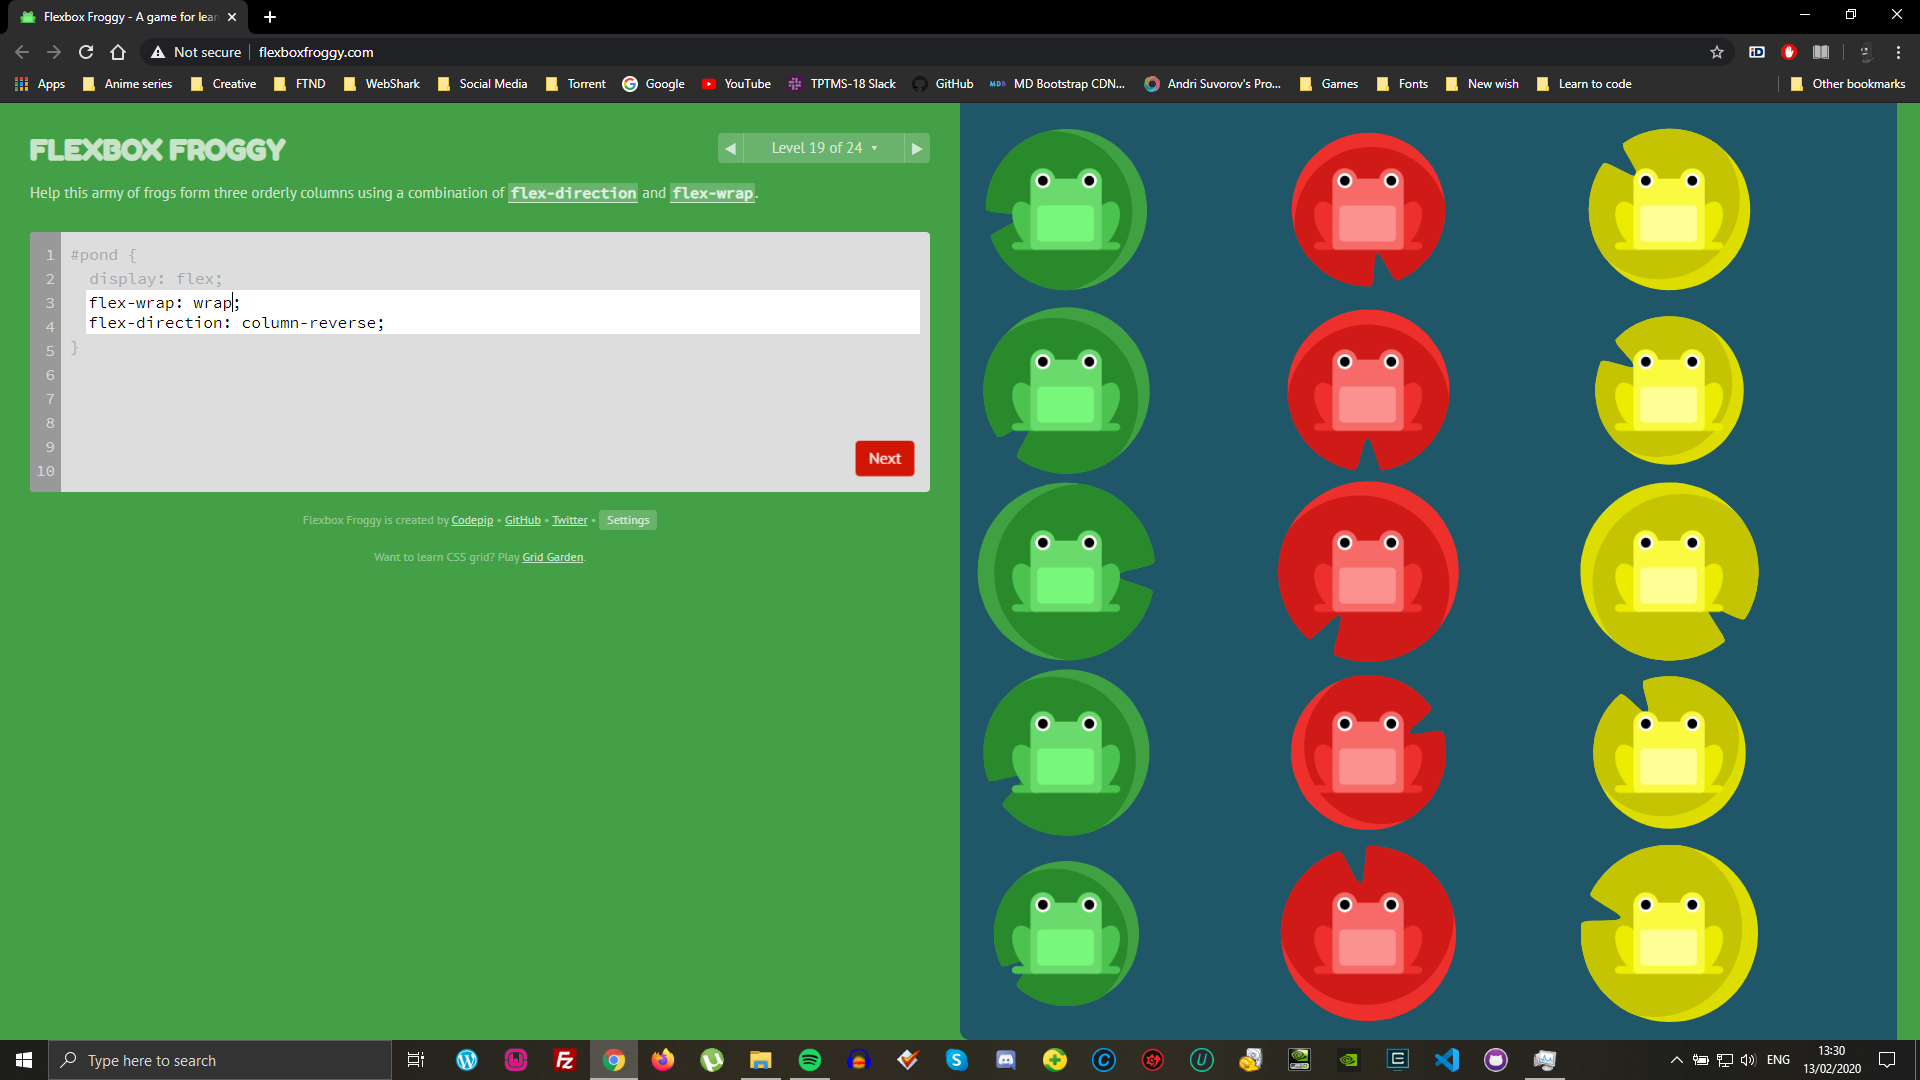 Flexbox Froggy - A game for lear
Not secure
flexboxfroggy.com
Apps Anime series Creative FTND WebShark Social Media Torrent Google YouTube TPTMS-18 Slack GitHub MDB MD Bootstrap CDN... Andri Suvorov's Pro... Games Fonts New wish Learn to code Other bookmarks
FLEXBOX FROGGY
◀ Level 19 of 24 ▾ ▶
Help this army of frogs form three orderly columns using a combination of flex-direction and flex-wrap.
1 #pond {
2 display: flex;
3 flex-wrap: wrap;
4 flex-direction: column-reverse;
5 }
6
7
8
9
10
Next
Flexbox Froggy is created by Codepip • GitHub • Twitter • Settings
Want to learn CSS grid? Play Grid Garden.
Type here to search
ENG
13:30
13/02/2020